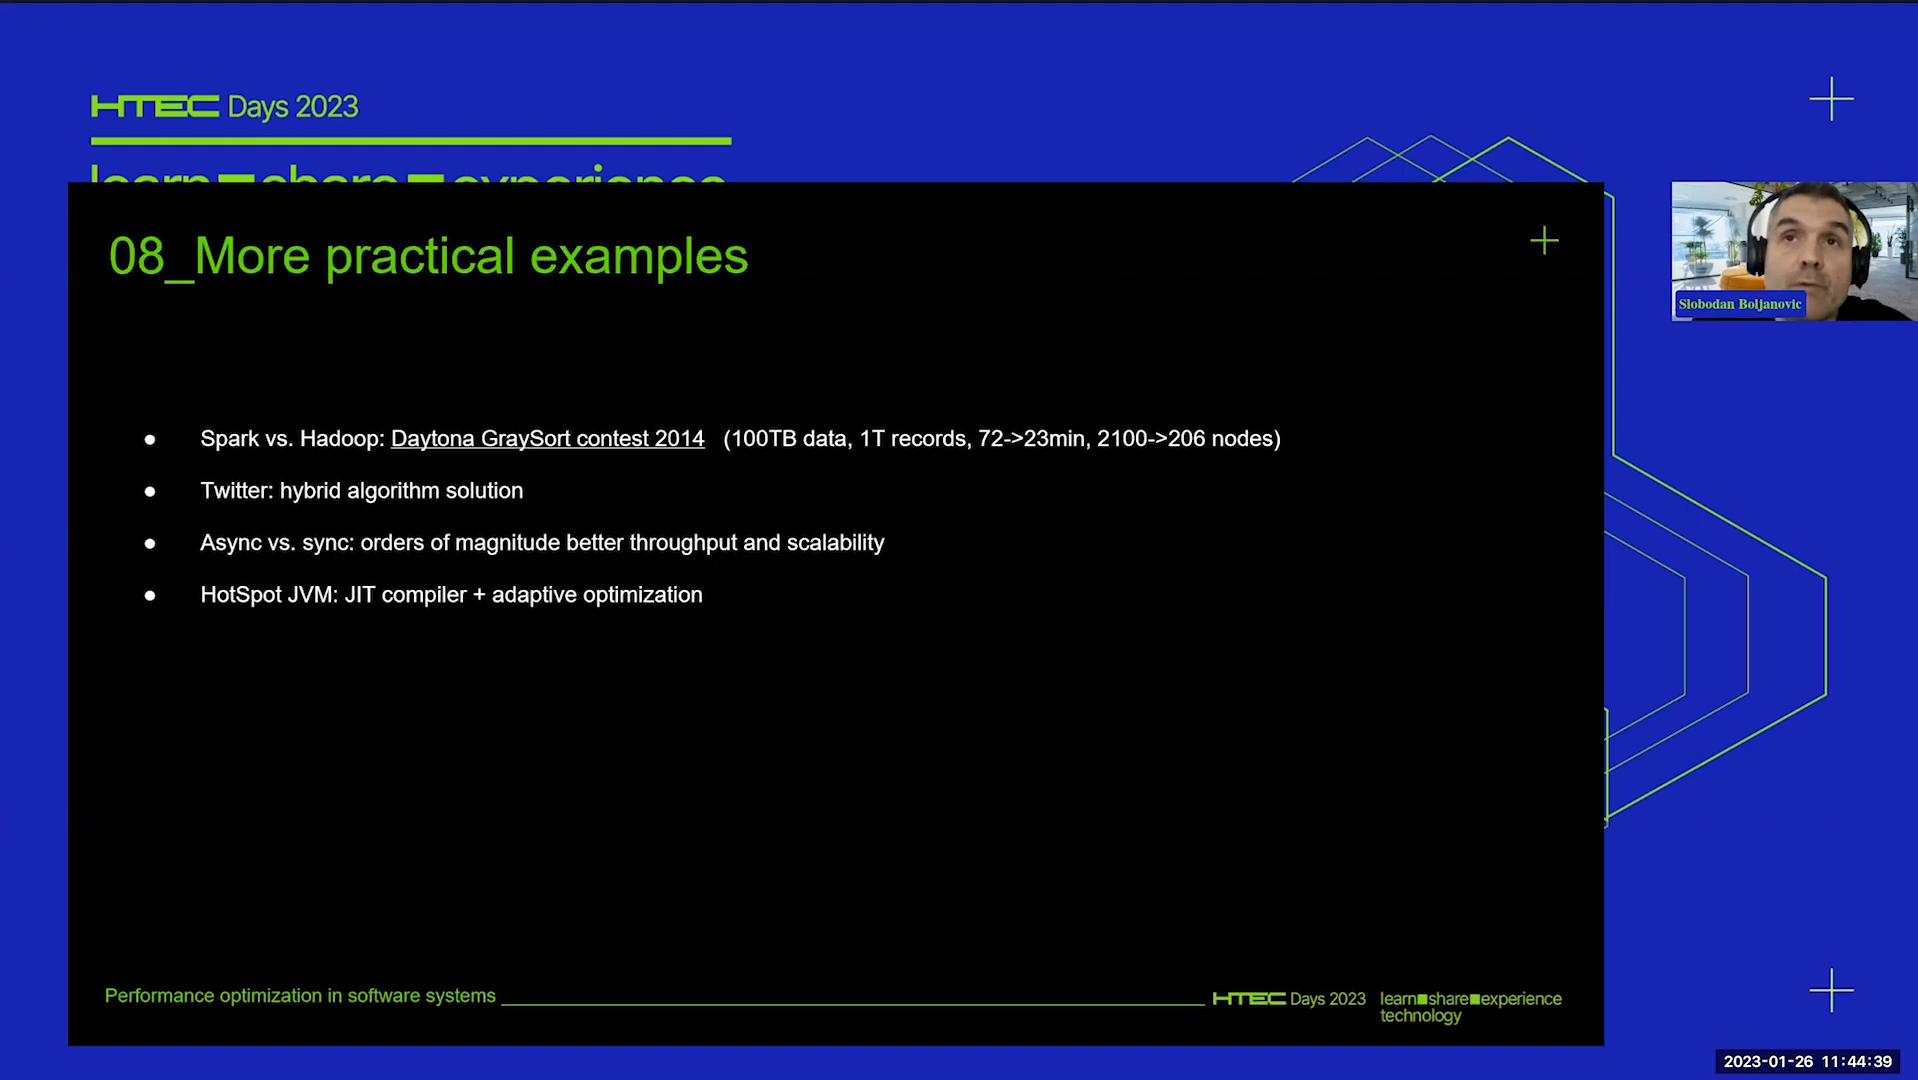 HTEC Days 2023
learn■share■experience
08_More practical examples
Slobodan Boljanovic
● Spark vs. Hadoop: Daytona GraySort contest 2014 (100TB data, 1T records, 72->23min, 2100->206 nodes)
● Twitter: hybrid algorithm solution
● Async vs. sync: orders of magnitude better throughput and scalability
● HotSpot JVM: JIT compiler + adaptive optimization
Performance optimization in software systems
HTEC Days 2023
learn■share■experience
technology
2023-01-26 11:44:39